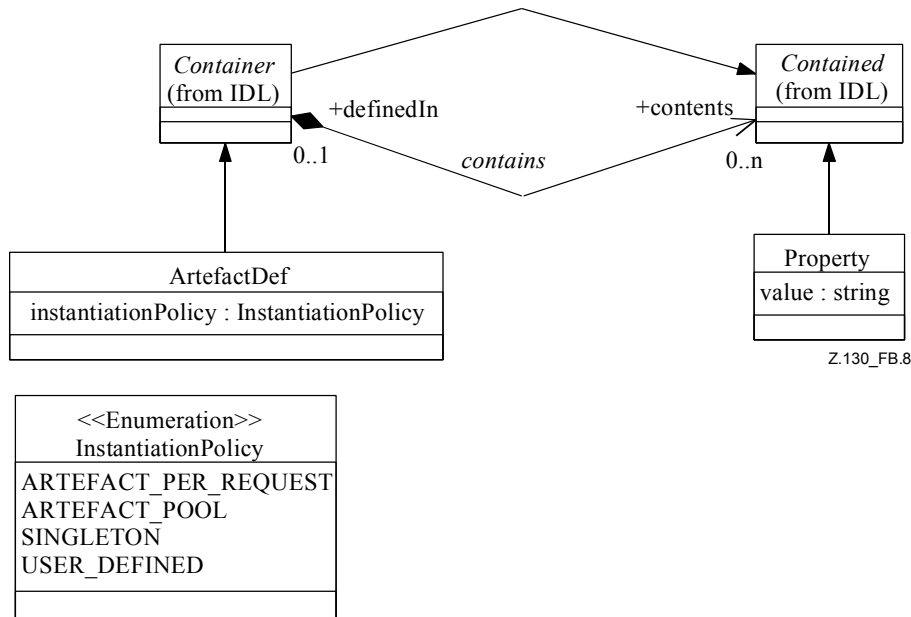 Container
(from IDL)
Contained
(from IDL)
+definedIn
+contents
0..1
contains
0..n
ArtefactDef
instantiationPolicy : InstantiationPolicy
Property
value : string
Z.130_FB.8
<<Enumeration>>
InstantiationPolicy
ARTEFACT_PER_REQUEST
ARTEFACT_POOL
SINGLETON
USER_DEFINED